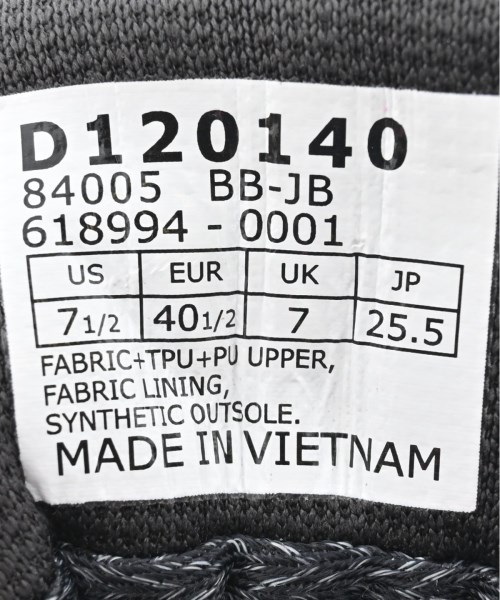 D120140
84005 BB-JB
618994 - 0001
US EUR UK JP
7 1/2 40 1/2 7 25.5
FABRIC+TPU+PU UPPER,
FABRIC LINING,
SYNTHETIC OUTSOLE.
MADE IN VIETNAM